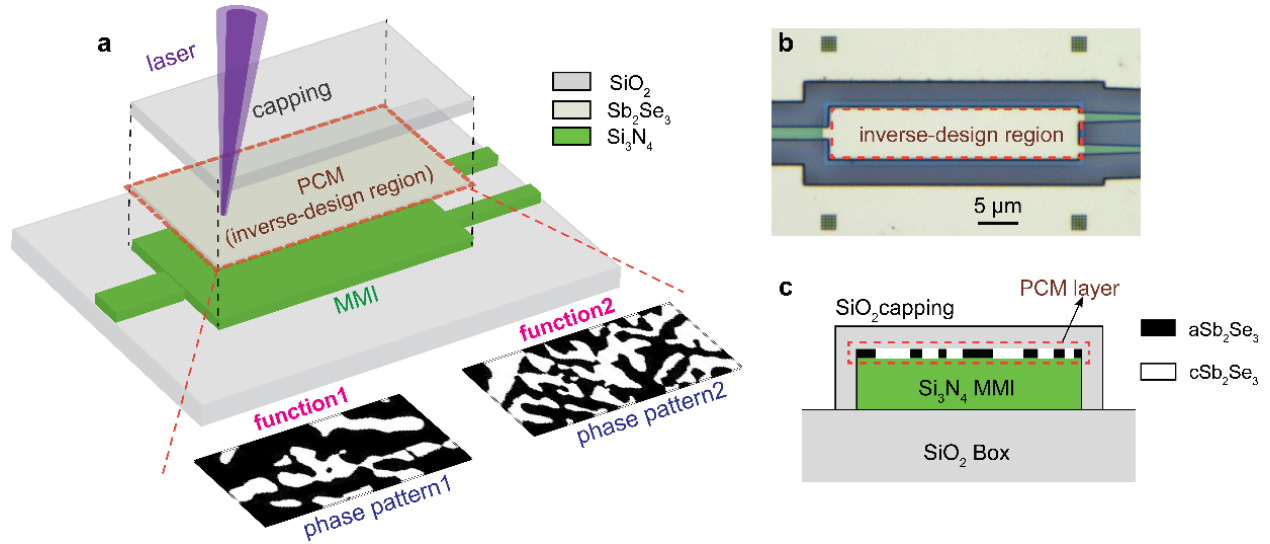 a
laser
capping
PCM
(inverse-design region)
MMI
SiO₂
Sb₂Se₃
Si₃N₄
function1
phase pattern1
function2
phase pattern2
b
inverse-design region
5 μm
c
PCM layer
SiO₂capping
Si₃N₄ MMI
SiO₂ Box
aSb₂Se₃
cSb₂Se₃